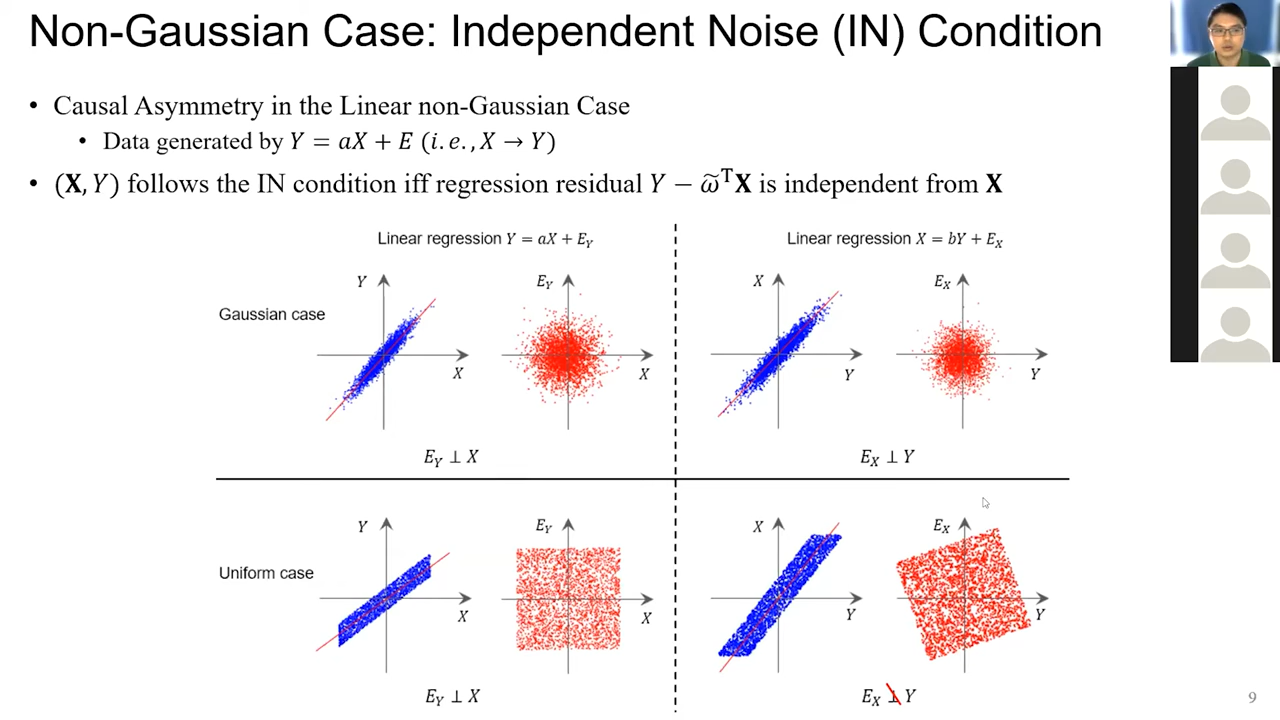 Non-Gaussian Case: Independent Noise (IN) Condition
• Causal Asymmetry in the Linear non-Gaussian Case
• Data generated by Y = aX + E (i.e., X → Y)
• (𝐗, Y) follows the IN condition iff regression residual Y − ω̃ᵀ𝐗 is independent from 𝐗
Linear regression Y = aX + E_Y
Linear regression X = bY + E_X
Gaussian case
Y
X
E_Y
X
X
Y
E_X
Y
E_Y ⊥ X
E_X ⊥ Y
Uniform case
Y
X
E_Y
X
X
Y
E_X
Y
E_Y ⊥ X
E_X ⊥̸ Y
9